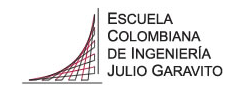 ESCUELA
COLOMBIANA
DE INGENIERÍA
JULIO GARAVITO